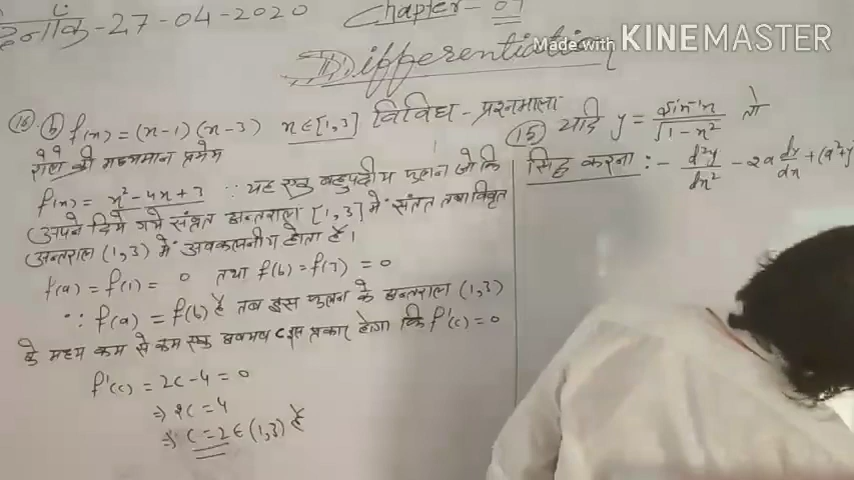 दिनांक-27-04-2020
Chapter-07
Differentiation
Made with KINEMASTER
विविध-प्रश्नमाला
(16) (b) f(x) = (x-1)(x-3) x∈[1,3]
रोले की मध्यमान प्रमेय
f(x) = x²-4x+3 ∵ यह एक बहुपदीय फलन जो कि
अपने दिये गये संवृत अन्तराल [1,3] में संतत तथा विवृत
अन्तराल (1,3) में अवकलनीय होता है।
f(a) = f(1) = 0 तथा f(b) = f(3) = 0
∵ f(a) = f(b) है तब इस फलन के अन्तराल (1,3)
के मध्य कम से कम एक अवयव c इस प्रकार होगा कि f'(c) = 0
f'(c) = 2c-4 = 0
⇒ 2c = 4
⇒ c = 2 ∈ (1,3) है
(15) यदि y = sin⁻¹x/√1-x² तो
सिद्ध करना :- d²y/dx² - 2a dy/dx + (a²+